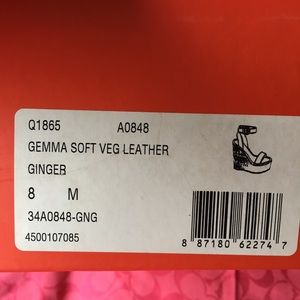 Q1865 A0848
GEMMA SOFT VEG LEATHER
GINGER
8 M
34A0848-GNG
4500107085
8 87180 62274 7